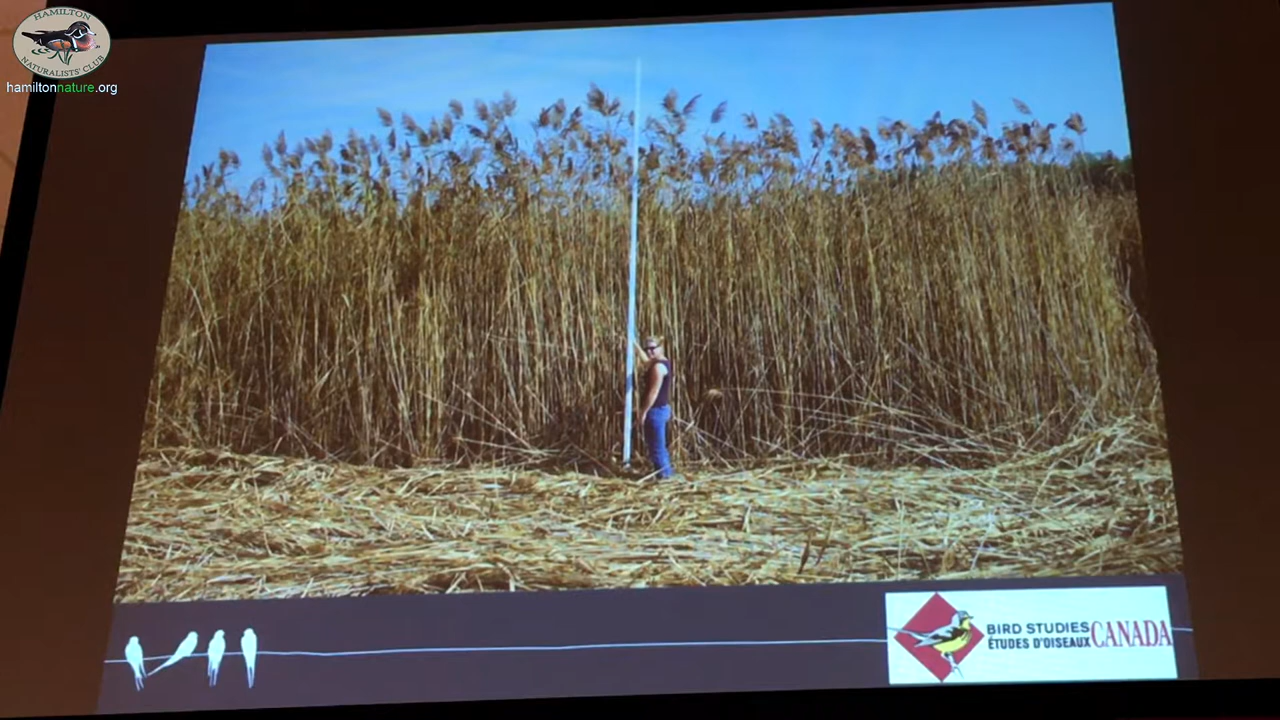 HAMILTON
NATURALISTS' CLUB
hamiltonnature.org
BIRD STUDIES
ÉTUDES D'OISEAUX
CANADA